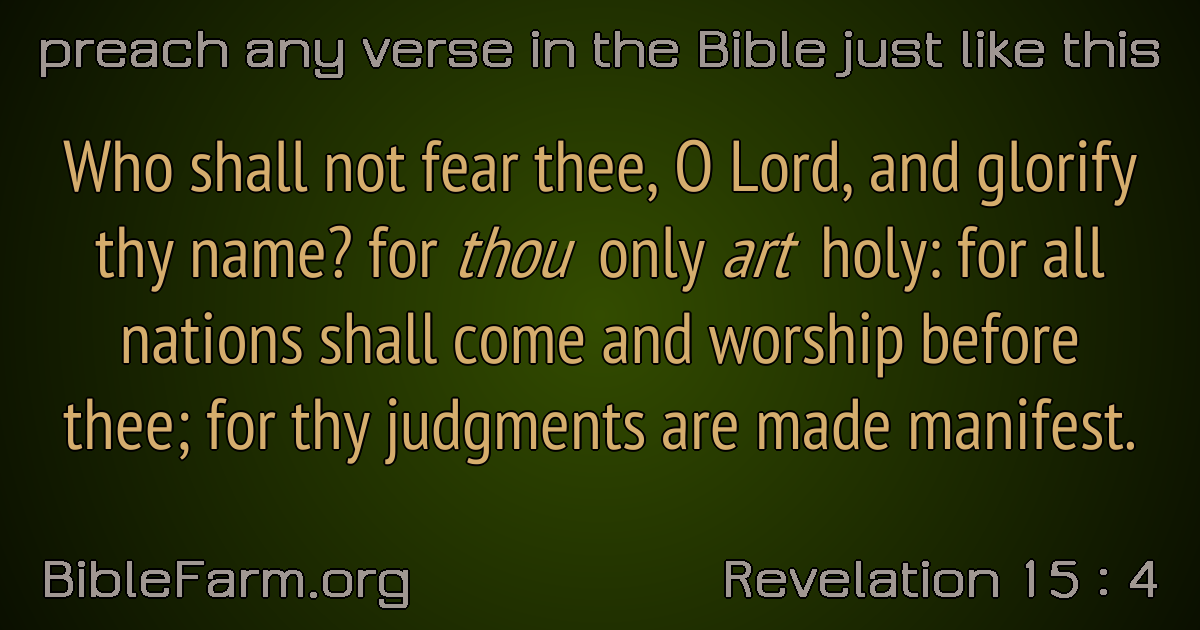 preach any verse in the Bible just like this
Who shall not fear thee, O Lord, and glorify
thy name? for thou only art holy: for all
nations shall come and worship before
thee; for thy judgments are made manifest.
BibleFarm.org
Revelation 15 : 4